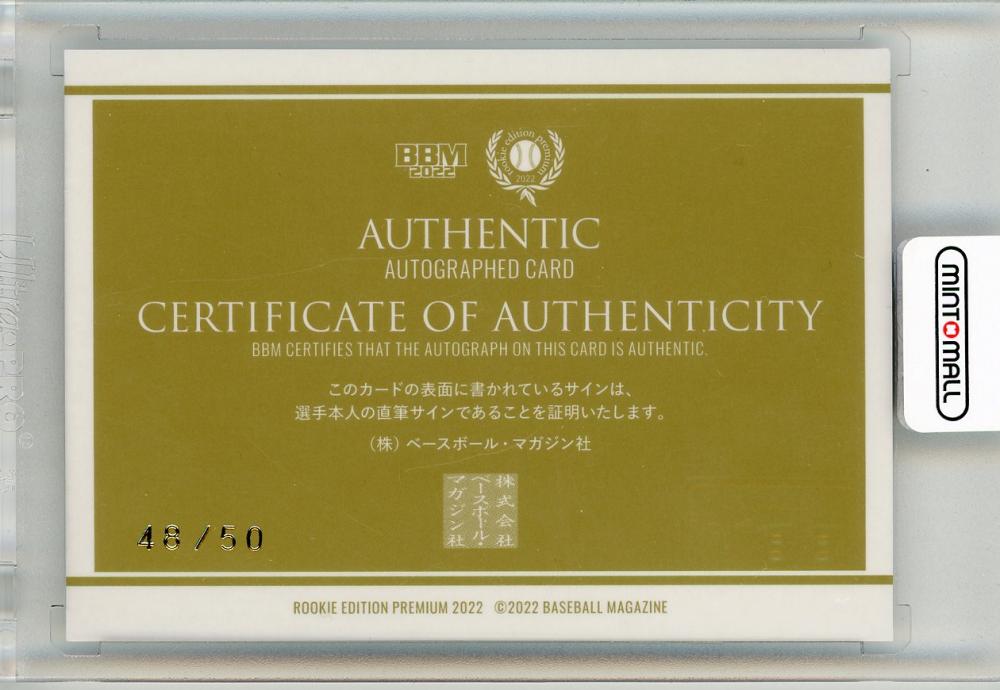 BBM
2022
rookie edition premium
2022
AUTHENTIC
AUTOGRAPHED CARD
CERTIFICATE OF AUTHENTICITY
BBM CERTIFIES THAT THE AUTOGRAPH ON THIS CARD IS AUTHENTIC.
このカードの表面に書かれているサインは、
選手本人の直筆サインであることを証明いたします。
（株）ベースボール・マガジン社
株式会社
ベースボール・
マガジン社
48/50
ROOKIE EDITION PREMIUM 2022 ©2022 BASEBALL MAGAZINE
MINTMALL
Ultra PRO®